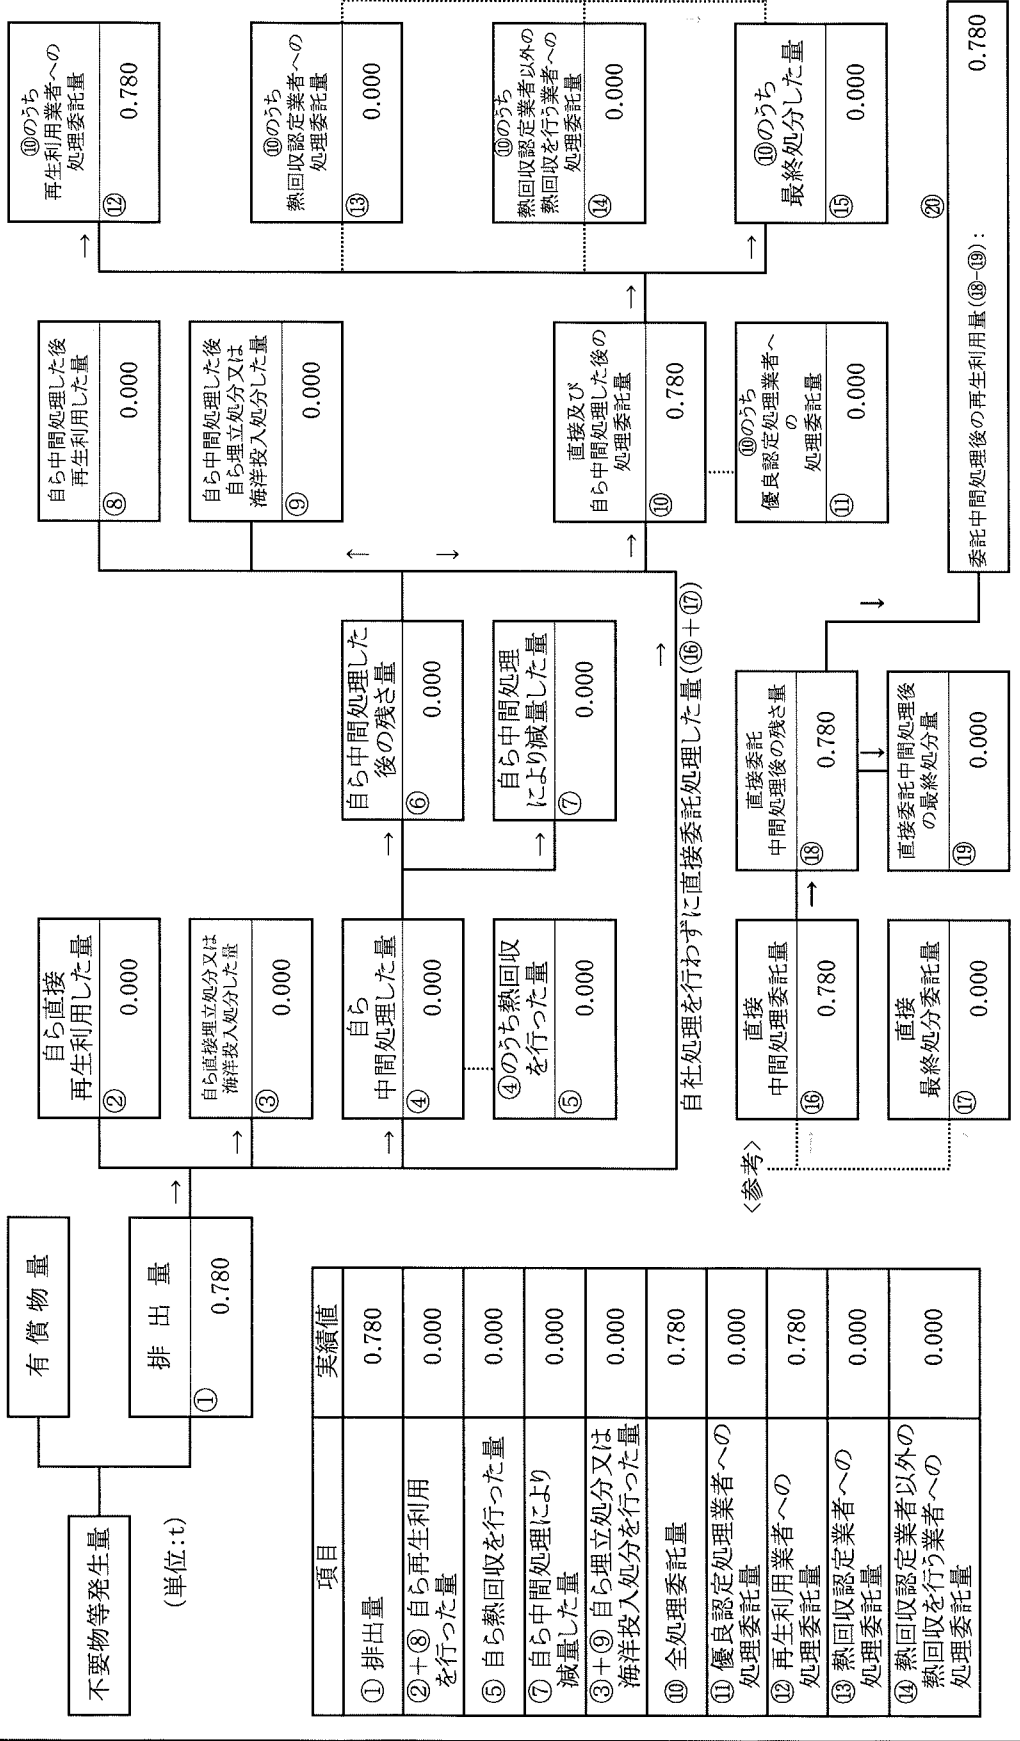 不要物等発生量
(単位:t)
有 償 物 量
排 出 量
①
0.780
自ら直接
再生利用した量
②
0.000
自ら直接埋立処分又は
海洋投入処分した量
③
0.000
自ら
中間処理した量
④
0.000
④のうち熱回収
を行った量
⑤
0.000
自ら中間処理した
後の残さ量
⑥
0.000
自ら中間処理
により減量した量
⑦
0.000
自ら中間処理した後
再生利用した量
⑧
0.000
自ら中間処理した後
自ら埋立処分又は
海洋投入処分した量
⑨
0.000
直接及び
自ら中間処理した後の
処理委託量
⑩
0.780
⑩のうち
優良認定処理業者へ
の
処理委託量
⑪
0.000
⑩のうち
再生利用業者への
処理委託量
⑫
0.780
⑩のうち
熱回収認定業者への
処理委託量
⑬
0.000
⑩のうち
熱回収認定業者以外の
熱回収を行う業者への
処理委託量
⑭
0.000
⑩のうち
最終処分した量
⑮
0.000
自社処理を行わずに直接委託処理した量(⑯+⑰)
<参考>
直接
中間処理委託量
⑯
0.780
直接
最終処分委託量
⑰
0.000
直接委託
中間処理後の残さ量
⑱
0.780
直接委託中間処理後
の最終処分量
⑲
0.000
⑳
委託中間処理後の再生利用量(⑱-⑲): 0.780
項目 実績値
① 排出量 0.780
②+⑧ 自ら再生利用
を行った量 0.000
⑤ 自ら熱回収を行った量 0.000
⑦ 自ら中間処理により
減量した量 0.000
③+⑨ 自ら埋立処分又は
海洋投入処分を行った量 0.000
⑩ 全処理委託量 0.780
⑪ 優良認定処理業者への
処理委託量 0.000
⑫ 再生利用業者への
処理委託量 0.780
⑬ 熱回収認定業者への
処理委託量 0.000
⑭ 熱回収認定業者以外の
熱回収を行う業者への
処理委託量 0.000